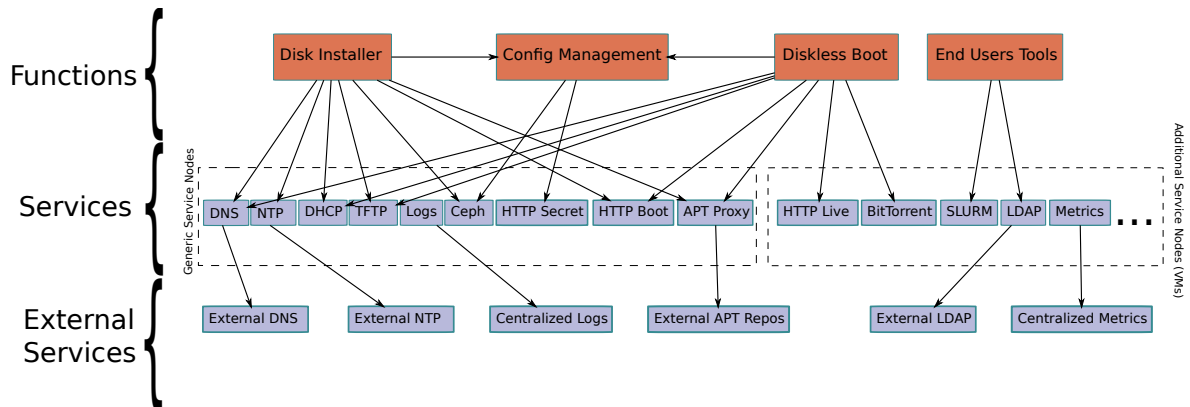 Functions
Disk Installer
Config Management
Diskless Boot
End Users Tools
Services
Generic Service Nodes
DNS
NTP
DHCP
TFTP
Logs
Ceph
HTTP Secret
HTTP Boot
APT Proxy
HTTP Live
BitTorrent
SLURM
LDAP
Metrics
...
Additional Service Nodes (VMs)
External
Services
External DNS
External NTP
Centralized Logs
External APT Repos
External LDAP
Centralized Metrics